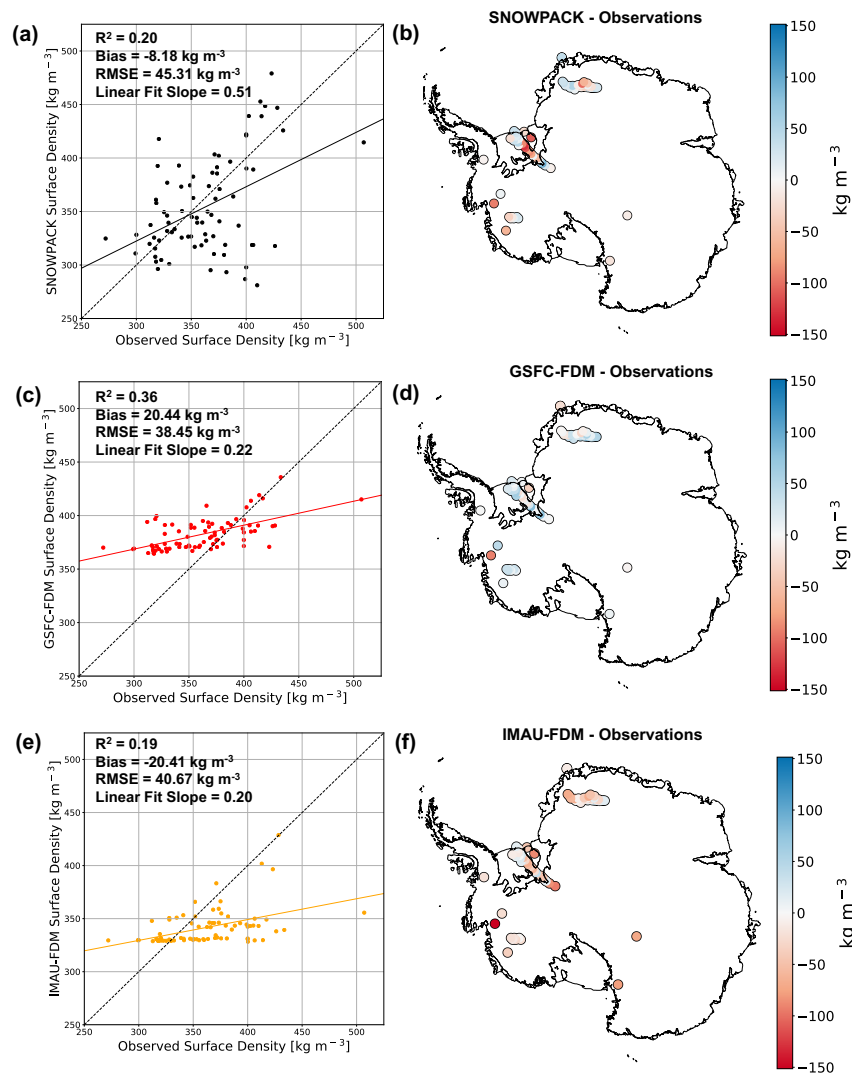 (a)
R² = 0.20
Bias = -8.18 kg m⁻³
RMSE = 45.31 kg m⁻³
Linear Fit Slope = 0.51
SNOWPACK Surface Density [kg m⁻³]
500
450
400
350
300
250
250 300 350 400 450 500
Observed Surface Density [kg m⁻³]
(b)
SNOWPACK - Observations
150
100
50
0
−50
−100
−150
kg m⁻³
(c)
R² = 0.36
Bias = 20.44 kg m⁻³
RMSE = 38.45 kg m⁻³
Linear Fit Slope = 0.22
GSFC-FDM Surface Density [kg m⁻³]
500
450
400
350
300
250
250 300 350 400 450 500
Observed Surface Density [kg m⁻³]
(d)
GSFC-FDM - Observations
150
100
50
0
−50
−100
−150
kg m⁻³
(e)
R² = 0.19
Bias = -20.41 kg m⁻³
RMSE = 40.67 kg m⁻³
Linear Fit Slope = 0.20
IMAU-FDM Surface Density [kg m⁻³]
500
450
400
350
300
250
250 300 350 400 450 500
Observed Surface Density [kg m⁻³]
(f)
IMAU-FDM - Observations
150
100
50
0
−50
−100
−150
kg m⁻³